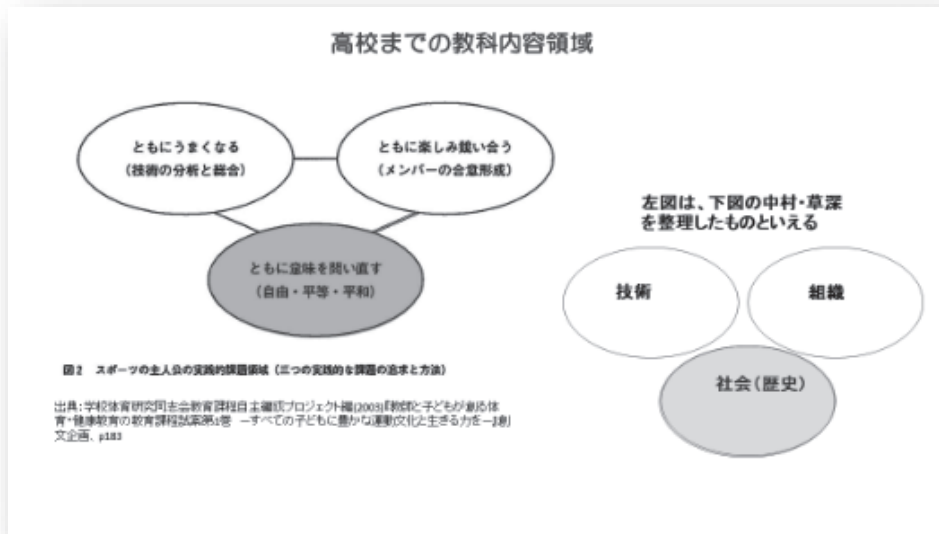 高校までの教科内容領域
ともにうまくなる
（技術の分析と総合）
ともに楽しみ競い合う
（メンバーの合意形成）
ともに意味を問い直す
（自由・平等・平和）
図2　スポーツの主人公の実践的課題領域（三つの実践的な課題の追求と方法）
出典：学校体育研究同志会教育課程自主編成プロジェクト編(2003)『教師と子どもが創る体
育・健康教育の教育課程試案第1巻　―すべての子どもに豊かな運動文化と生きる力を―』創
文企画、p183
左図は、下図の中村・草深
を整理したものといえる
技術
組織
社会（歴史）